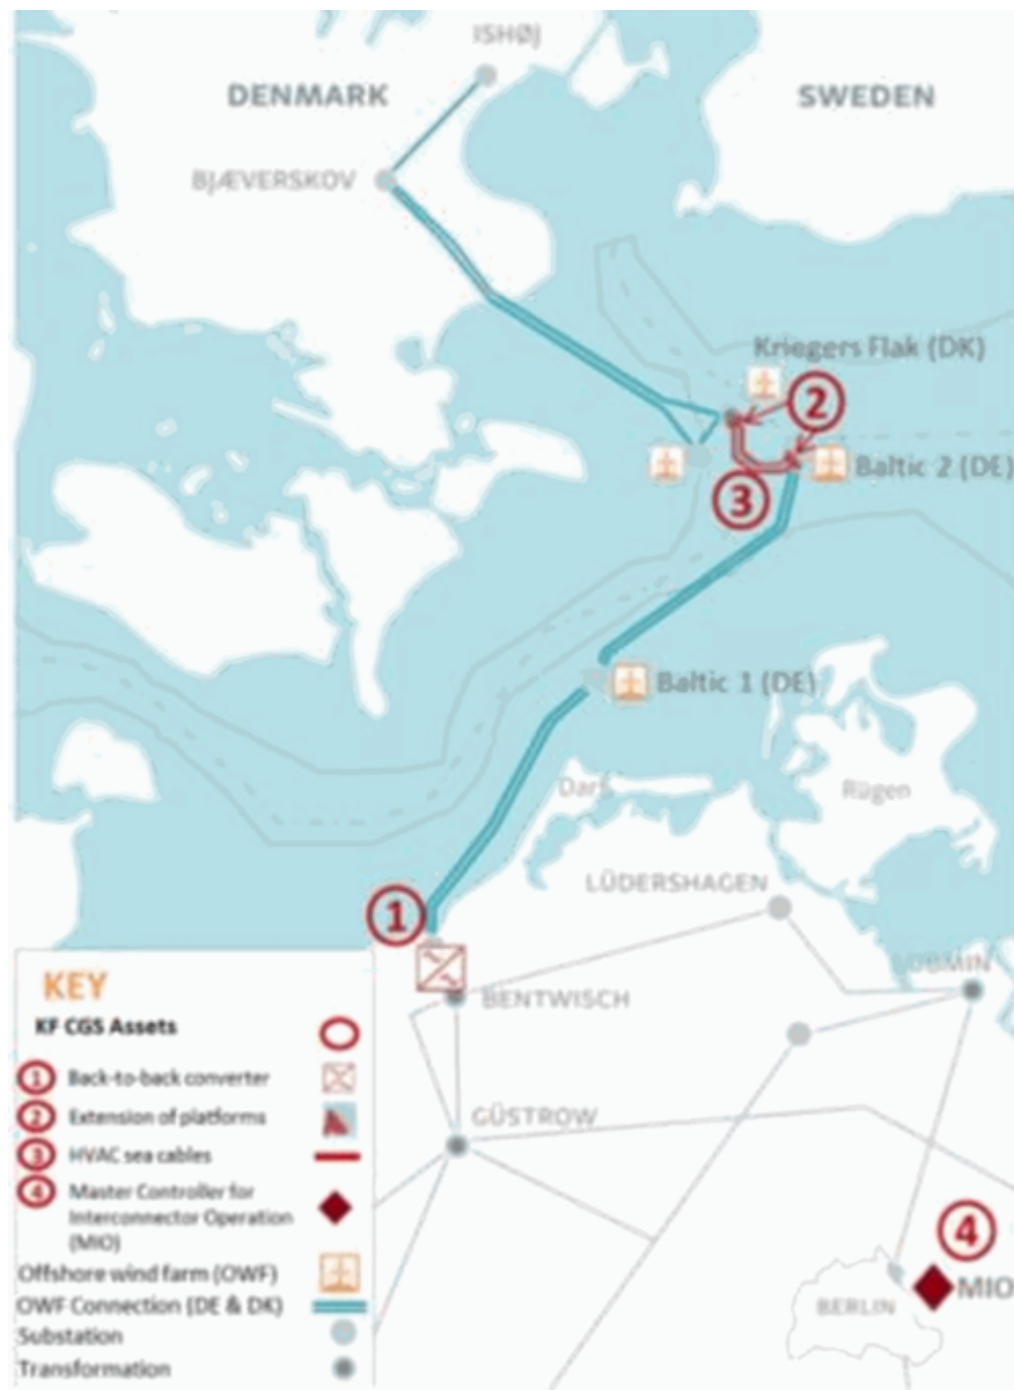 ISHØJ
DENMARK
SWEDEN
BJÆVERSKOV
Kriegers Flak (DK)
2
Baltic 2 (DE)
3
Baltic 1 (DE)
Darß
Rügen
LÜDERSHAGEN
1
LUBMIN
BENTWISCH
GÜSTROW
4
MIO
BERLIN
KEY
KF CGS Assets
1 Back-to-back converter
2 Extension of platforms
3 HVAC sea cables
4 Master Controller for
Interconnector Operation
(MIO)
Offshore wind farm (OWF)
OWF Connection (DE & DK)
Substation
Transformation